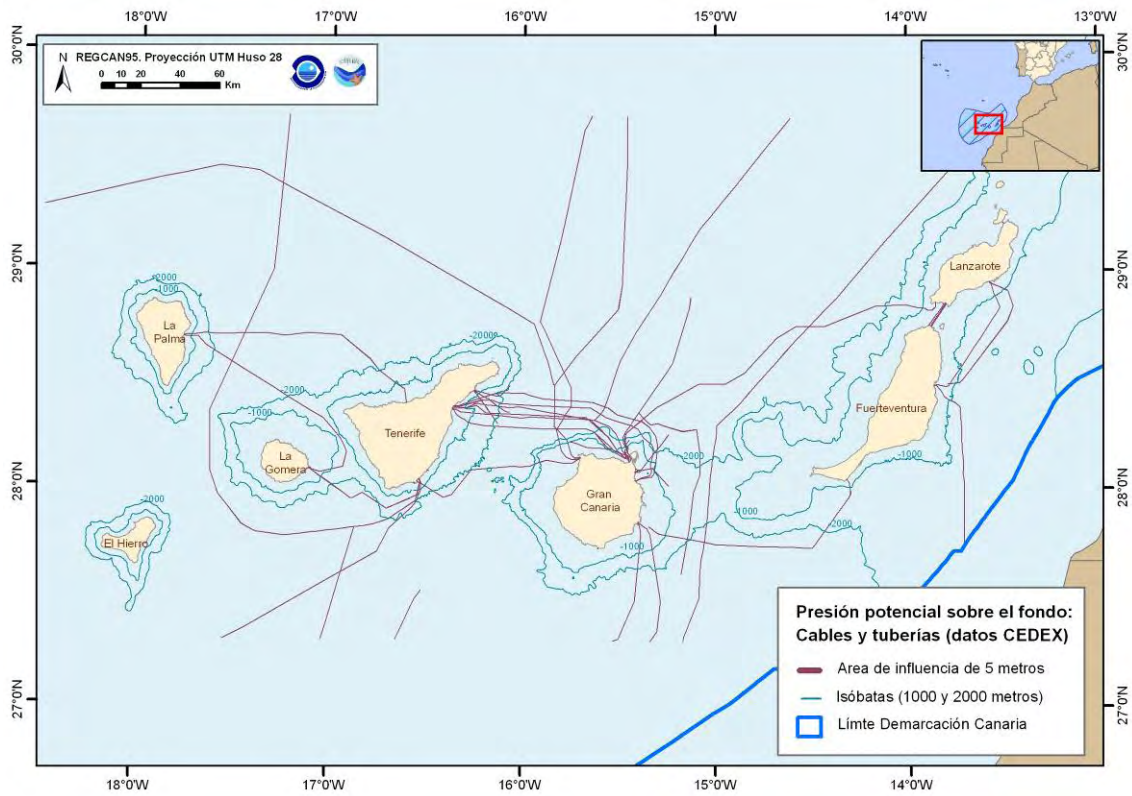 18°0'W 17°0'W 16°0'W 15°0'W 14°0'W 13°0'W
30°0'N 30°0'N
N REGCAN95. Proyección UTM Huso 28
0 10 20 40 60
Km
29°0'N 29°0'N
Lanzarote
-2000
-1000
La
Palma
-2000
-2000
-1000
Fuerteventura
Tenerife
La
Gomera
-2000
28°0'N 28°0'N
-1000
Gran
Canaria
-1000
-2000
-2000
El Hierro
-1000
Presión potencial sobre el fondo:
Cables y tuberías (datos CEDEX)
Area de influencia de 5 metros
Isóbatas (1000 y 2000 metros)
Límte Demarcación Canaria
27°0'N 27°0'N
18°0'W 17°0'W 16°0'W 15°0'W 14°0'W